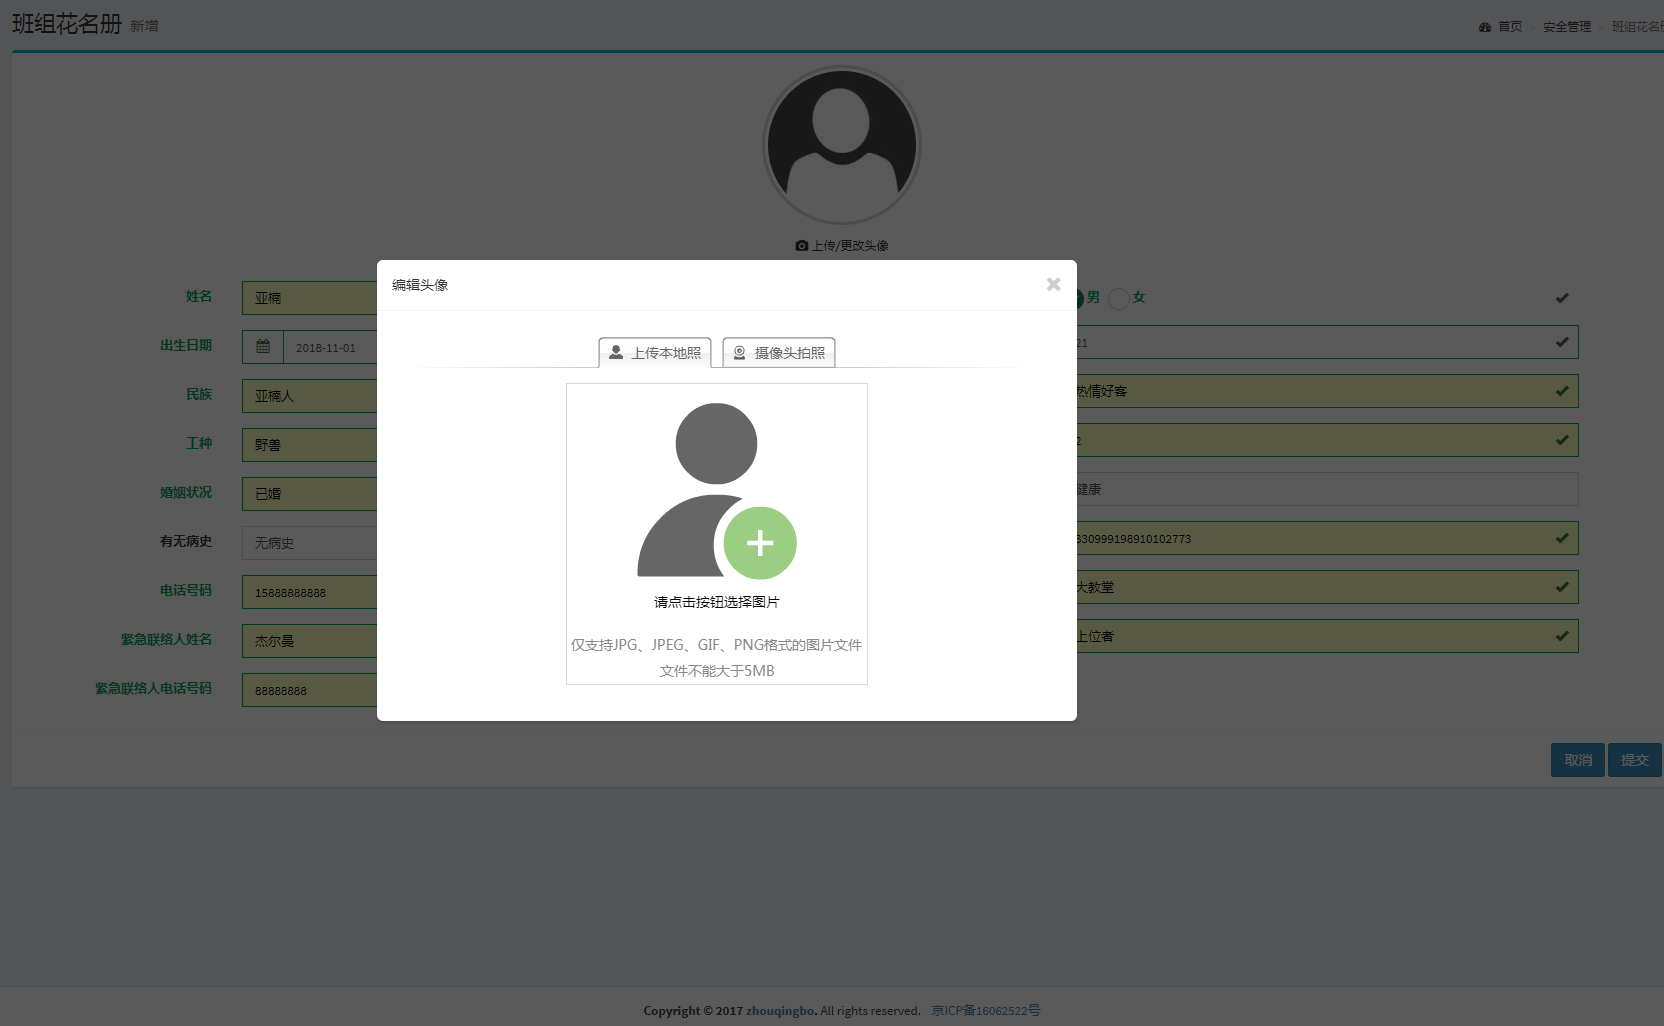 班组花名册 新增
首页 > 安全管理 > 班组花名
上传/更改头像
编辑头像
上传本地照 摄像头拍照
请点击按钮选择图片
仅支持JPG、JPEG、GIF、PNG格式的图片文件
文件不能大于5MB
姓名 亚楠
男 女
出生日期 2018-11-01
21
民族 亚楠人
热情好客
工种 野兽
2
婚姻状况 已婚
健康
有无病史 无病史
330999198910102773
电话号码 15888888888
大教堂
紧急联络人姓名 杰尔曼
上位者
紧急联络人电话号码 88888888
取消 提交
Copyright © 2017 zhouqingbo. All rights reserved. 京ICP备16062522号